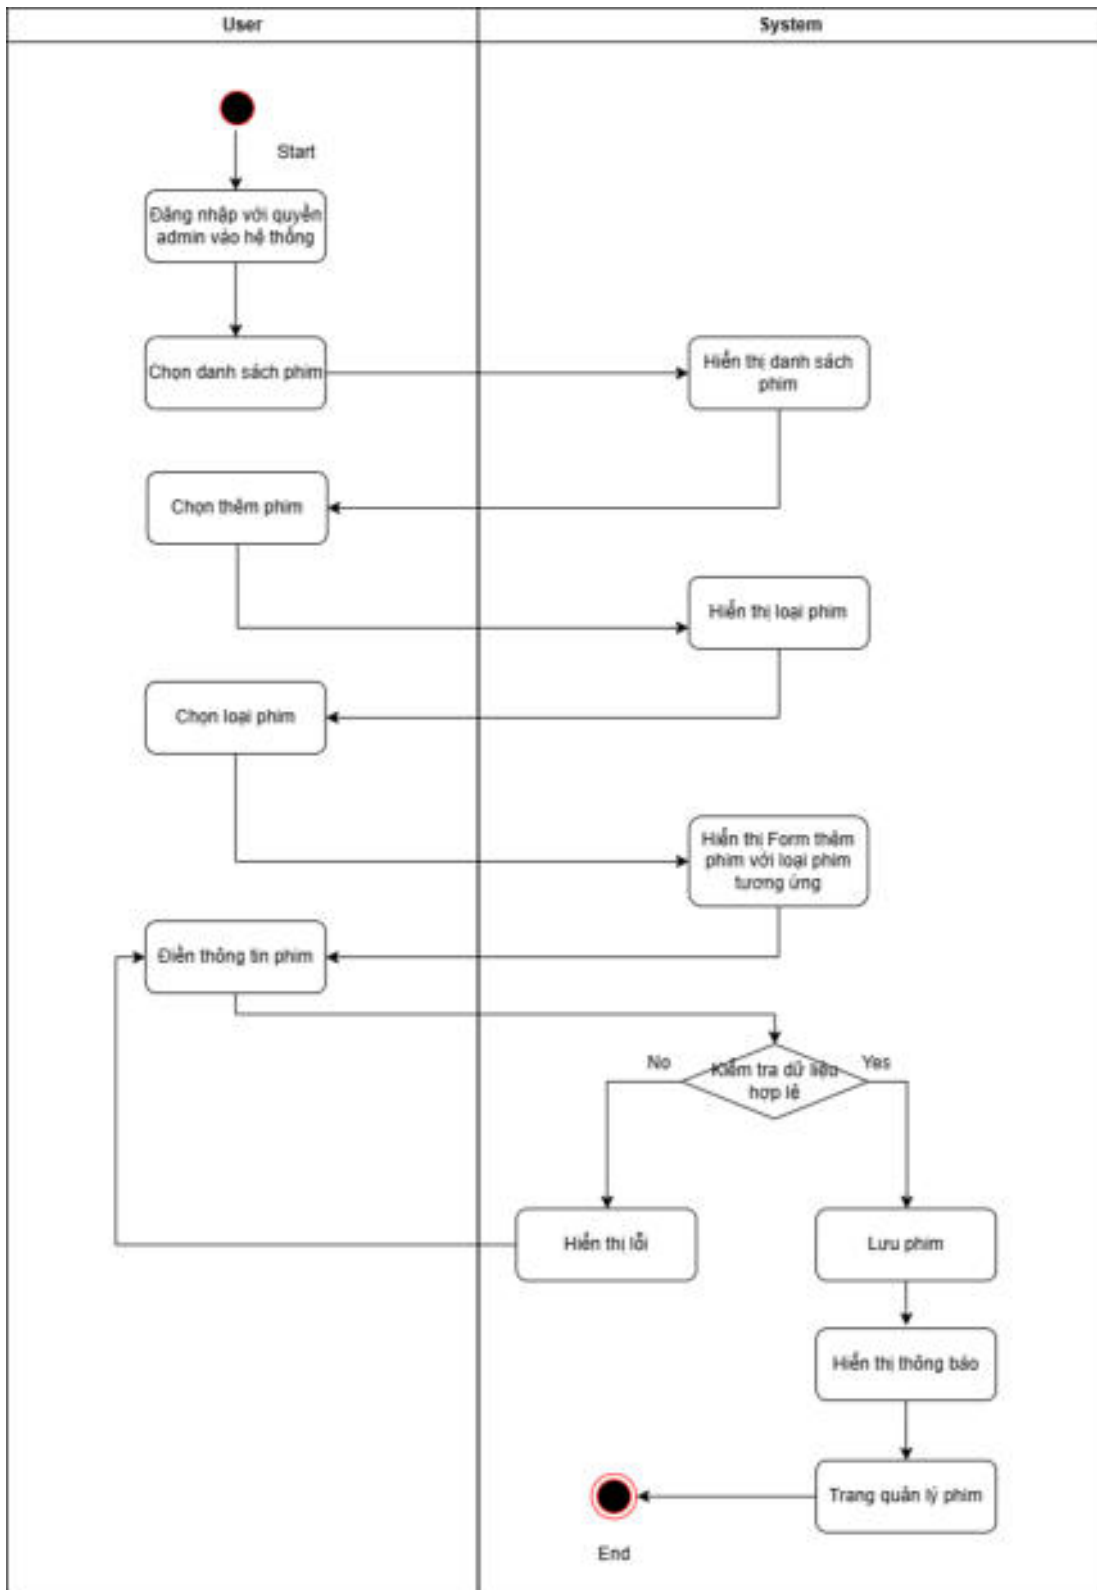 User
System
Start
Đăng nhập với quyền
admin vào hệ thống
Chọn danh sách phim
Hiển thị danh sách
phim
Chọn thêm phim
Hiển thị loại phim
Chọn loại phim
Hiển thị Form thêm
phim với loại phim
tương ứng
Điền thông tin phim
No
Kiểm tra dữ liệu
hợp lệ
Yes
Hiển thị lỗi
Lưu phim
Hiển thị thông báo
Trang quản lý phim
End